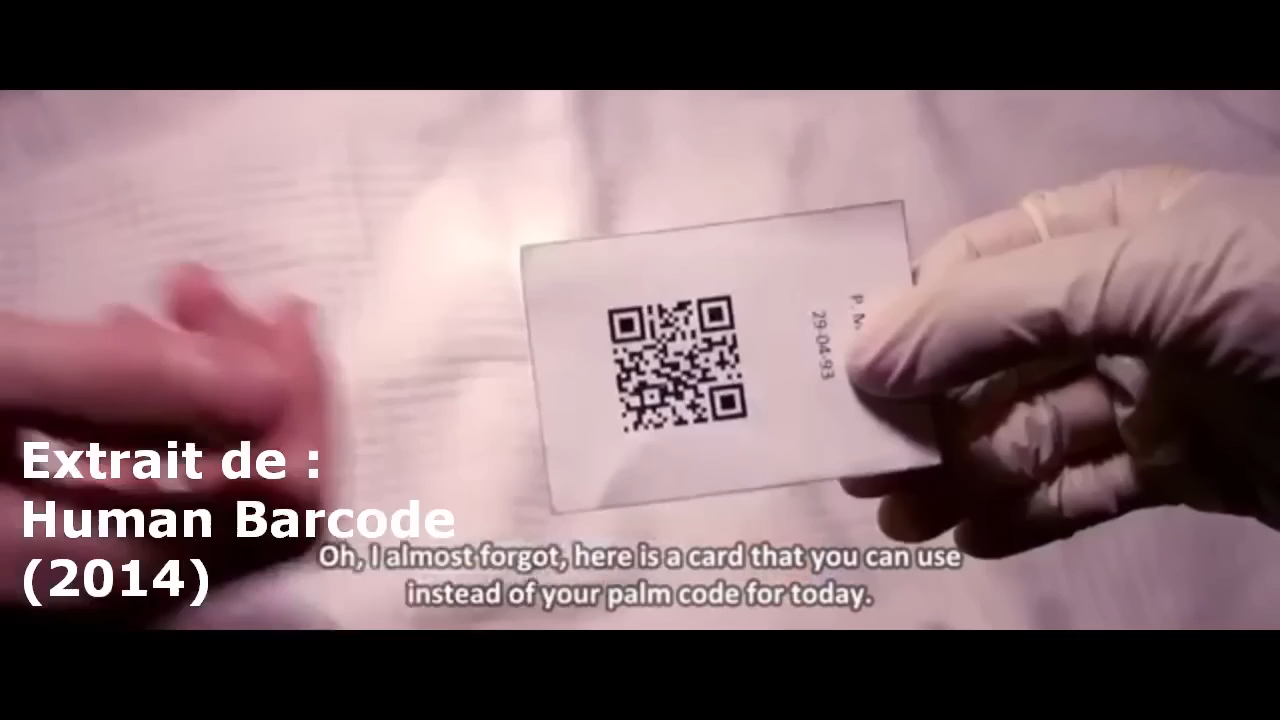 P. M
29-04-93
Extrait de :
Human Barcode
(2014)
Oh, I almost forgot, here is a card that you can use
instead of your palm code for today.